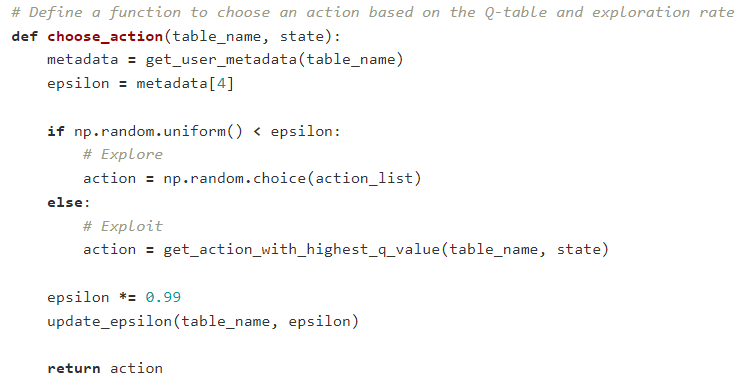 # Define a function to choose an action based on the Q-table and exploration rate
def choose_action(table_name, state):
    metadata = get_user_metadata(table_name)
    epsilon = metadata[4]

    if np.random.uniform() < epsilon:
        # Explore
        action = np.random.choice(action_list)
    else:
        # Exploit
        action = get_action_with_highest_q_value(table_name, state)

    epsilon *= 0.99
    update_epsilon(table_name, epsilon)

    return action